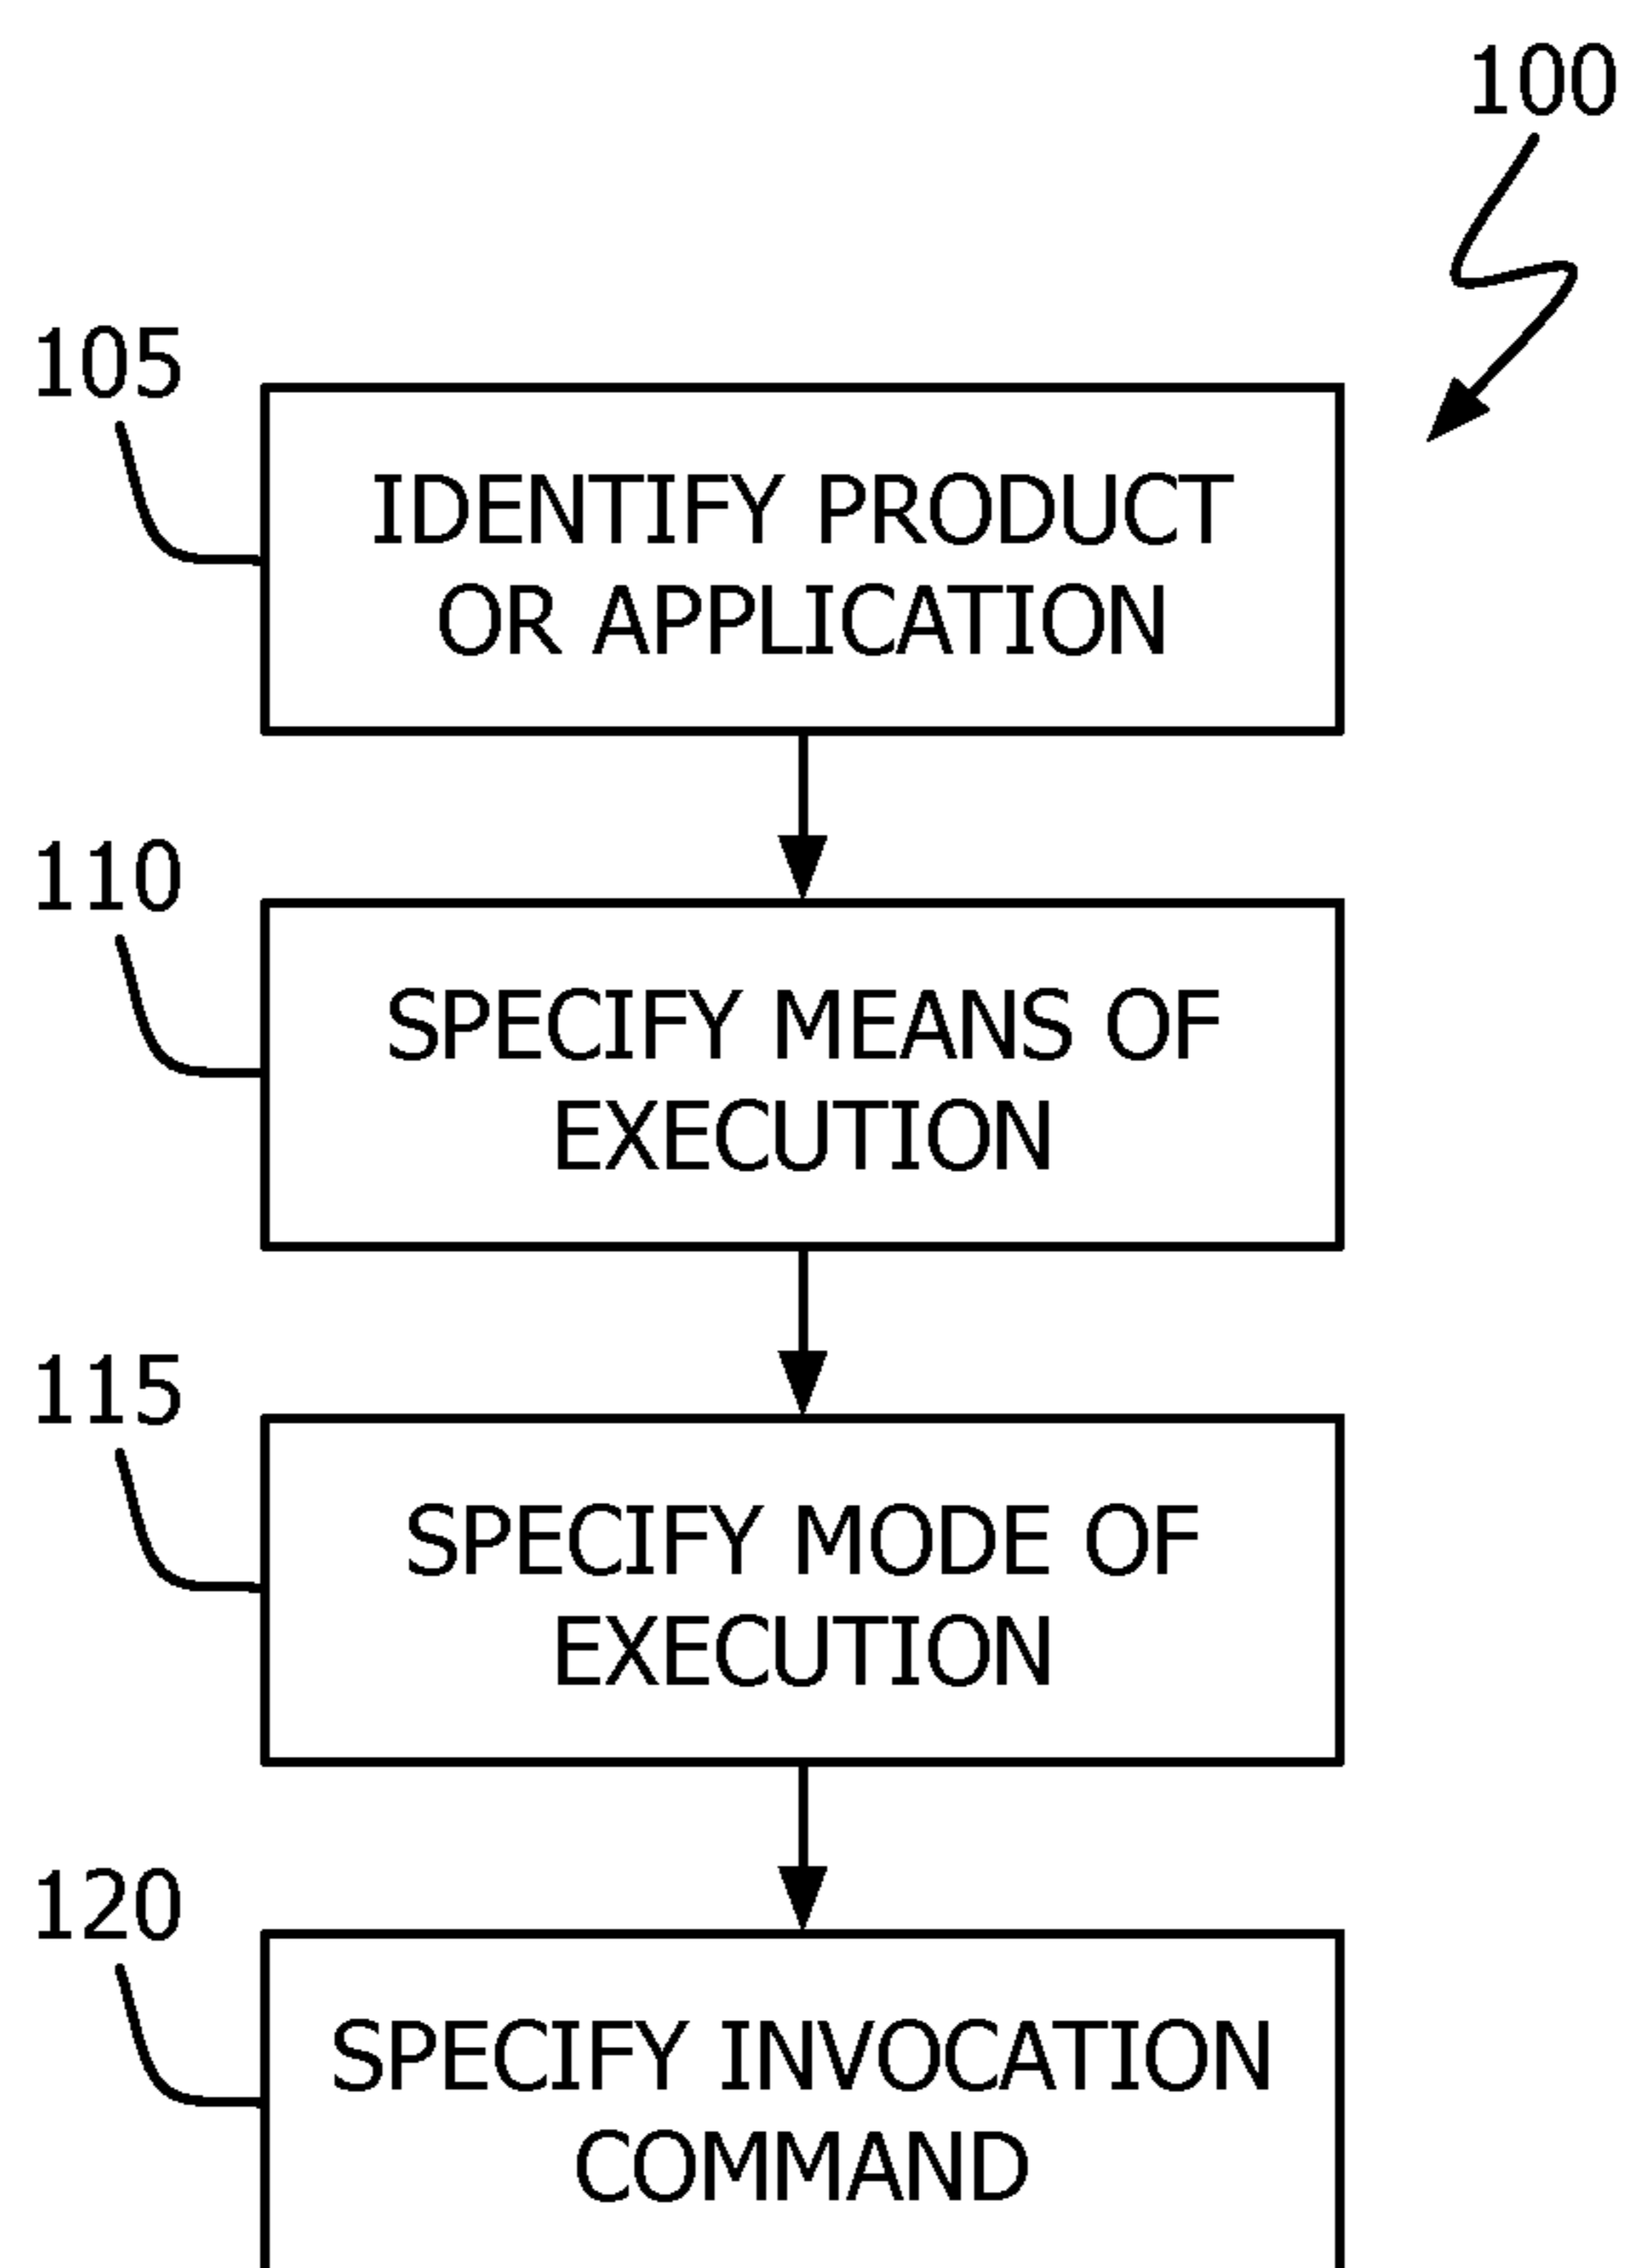 100
105
IDENTIFY PRODUCT
OR APPLICATION
110
SPECIFY MEANS OF
EXECUTION
115
SPECIFY MODE OF
EXECUTION
120
SPECIFY INVOCATION
COMMAND